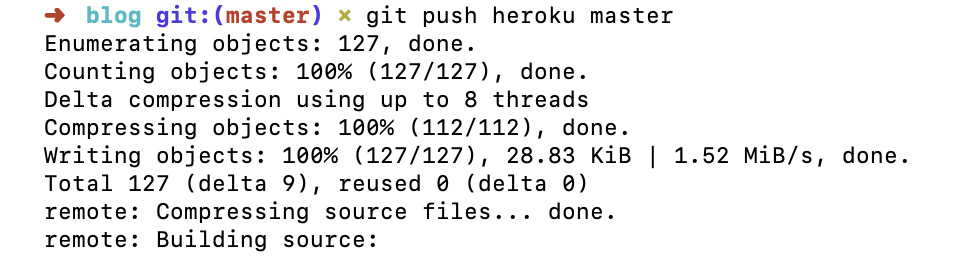 ➜ blog git:(master) ✗ git push heroku master
Enumerating objects: 127, done.
Counting objects: 100% (127/127), done.
Delta compression using up to 8 threads
Compressing objects: 100% (112/112), done.
Writing objects: 100% (127/127), 28.83 KiB | 1.52 MiB/s, done.
Total 127 (delta 9), reused 0 (delta 0)
remote: Compressing source files... done.
remote: Building source: